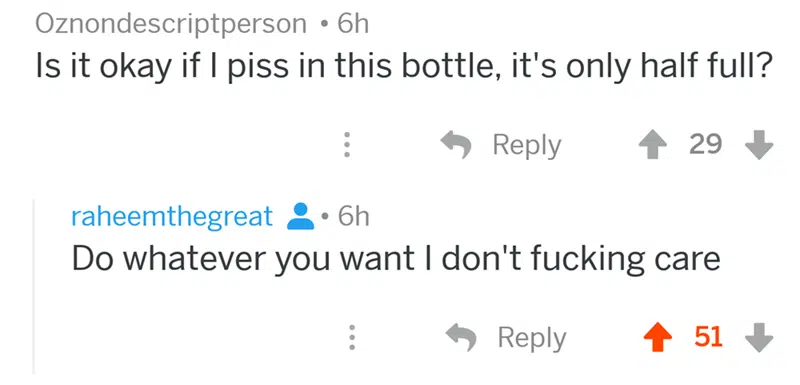 Oznondescriptperson • 6h
Is it okay if I piss in this bottle, it's only half full?
Reply 29
raheemthegreat • 6h
Do whatever you want I don't fucking care
Reply 51